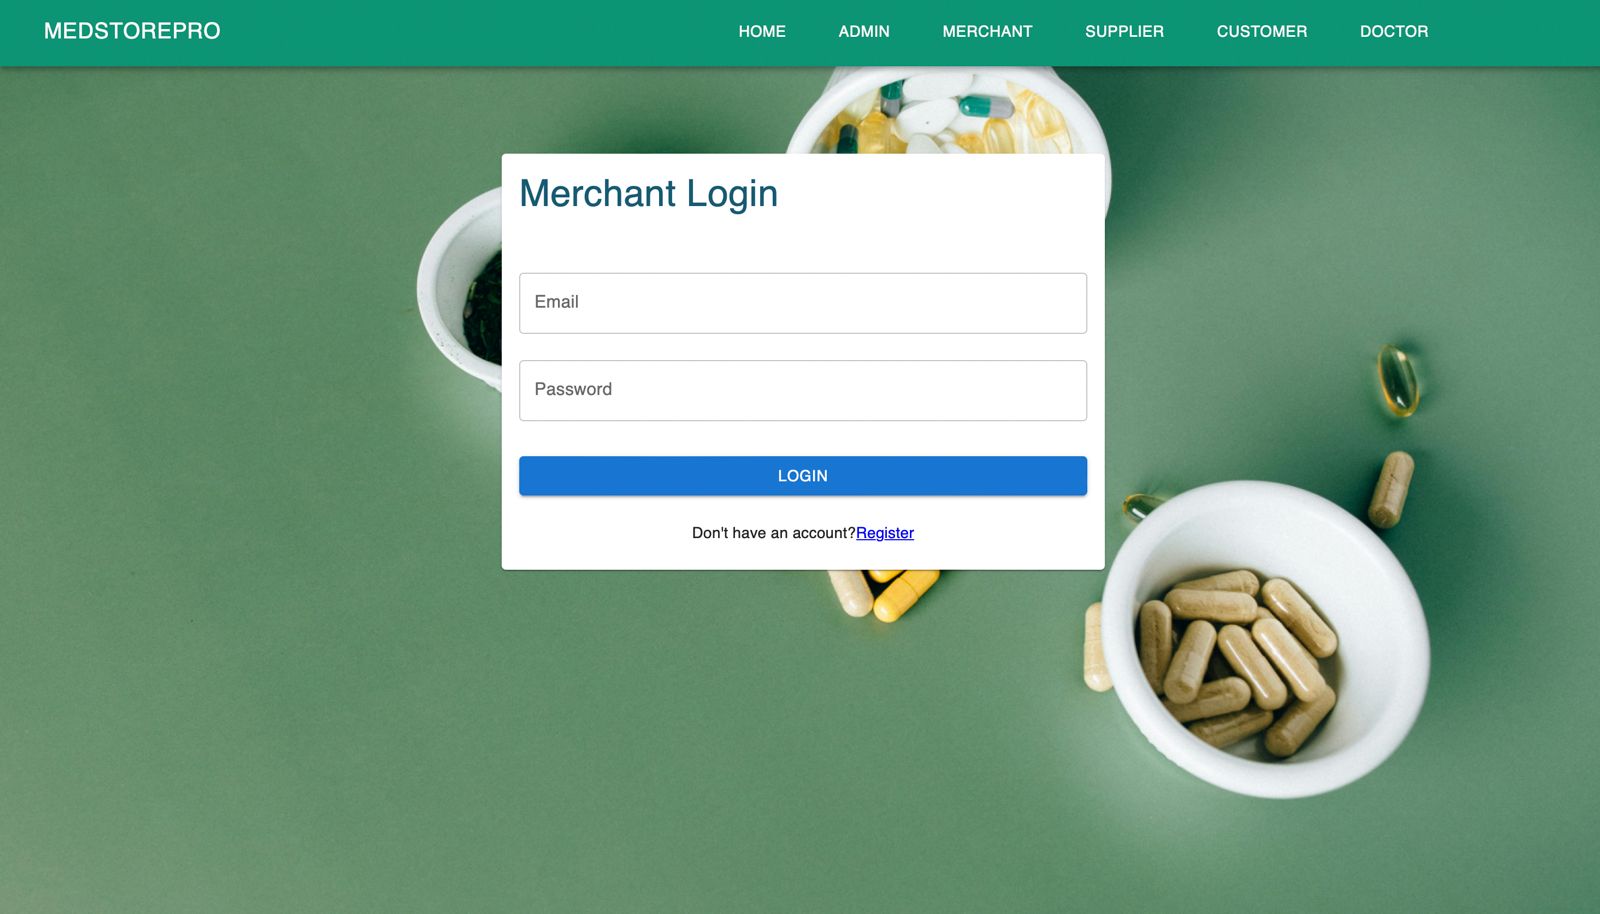 MEDSTOREPRO HOME ADMIN MERCHANT SUPPLIER CUSTOMER DOCTOR
Merchant Login
Email
Password
LOGIN
Don't have an account?Register